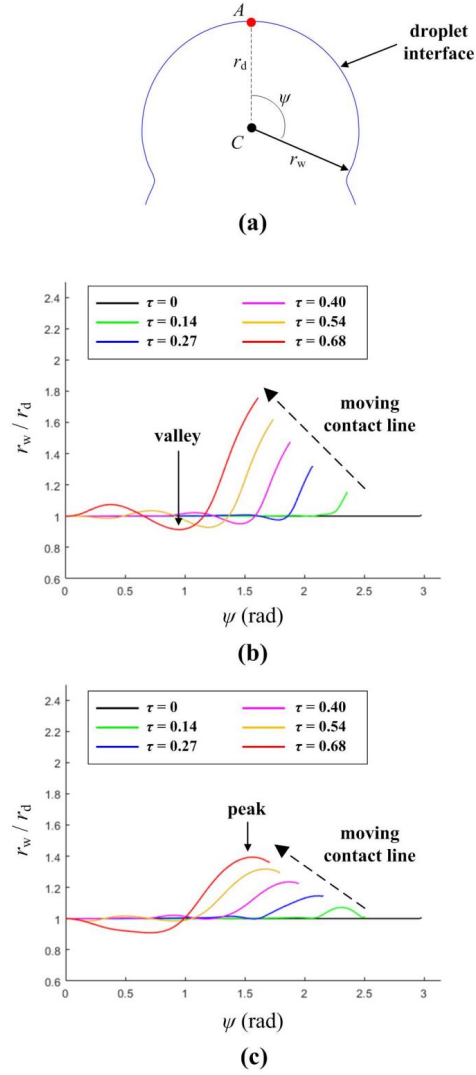 A
droplet
interface
r_d
ψ
C
r_w
(a)
2.4
2.2
2
1.8
1.6
1.4
1.2
1
0.8
0.6
r_w / r_d
τ = 0
τ = 0.40
τ = 0.14
τ = 0.54
τ = 0.27
τ = 0.68
moving
contact line
valley
0
0.5
1
1.5
2
2.5
3
ψ (rad)
(b)
2.4
2.2
2
1.8
1.6
1.4
1.2
1
0.8
0.6
r_w / r_d
τ = 0
τ = 0.40
τ = 0.14
τ = 0.54
τ = 0.27
τ = 0.68
peak
moving
contact line
0
0.5
1
1.5
2
2.5
3
ψ (rad)
(c)